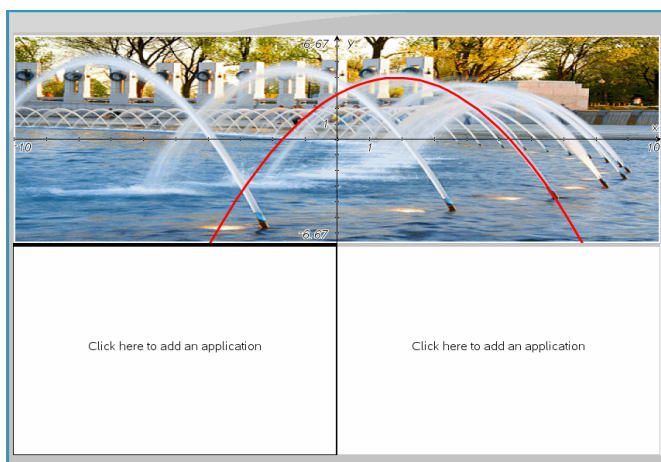 6.67 y
x
1
-10 1 10
-6.67
Click here to add an application Click here to add an application